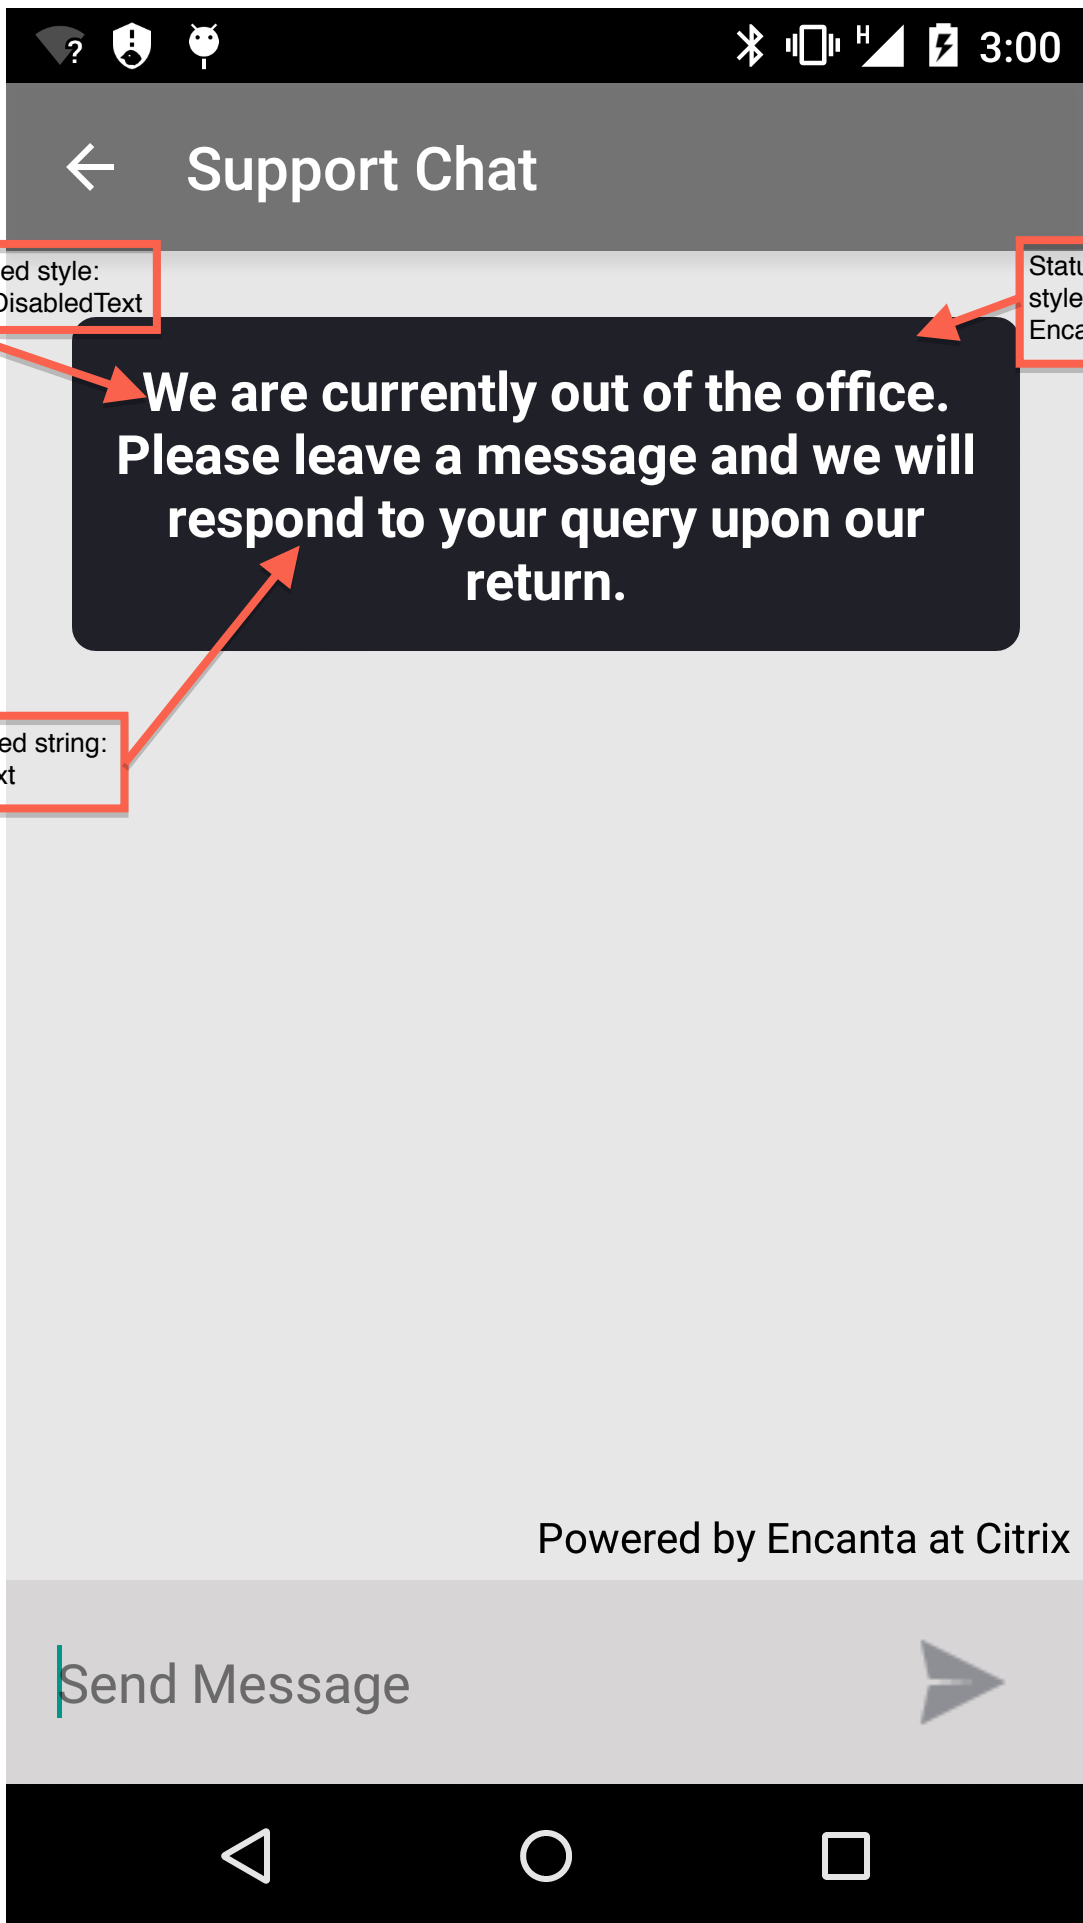 ? H 3:00
Support Chat
ed style:
DisabledText
Statu
style
Enca
We are currently out of the office.
Please leave a message and we will
respond to your query upon our
return.
ed string:
xt
Powered by Encanta at Citrix
Send Message